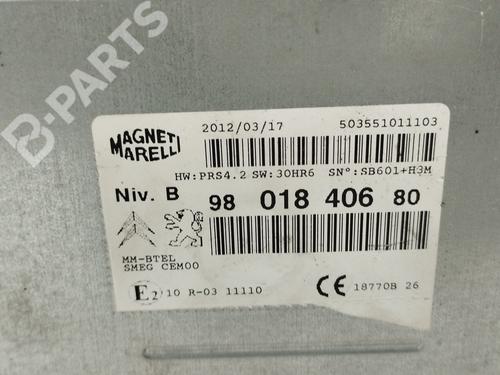 B-PARTS
MAGNETI MARELLI
2012/03/17 503551011103
HW:PRS4.2 SW:30HR6 SN°:SB601+H3M
Niv. B 98 018 406 80
MM-BTEL
SMEG CEM00
E2 10 R-03 11110
CE 18770B 26